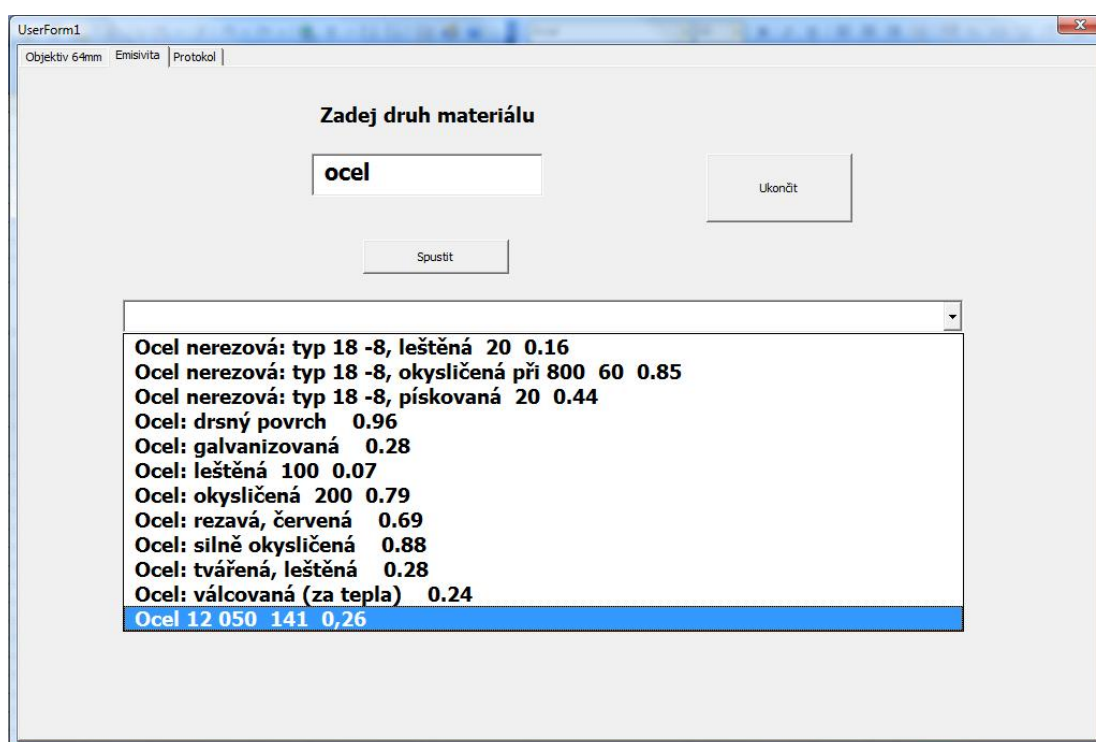 UserForm1
Objektiv 64mm Emisivita Protokol
Zadej druh materiálu
ocel
Ukončit
Spustit
Ocel nerezová: typ 18 -8, leštěná 20 0.16
Ocel nerezová: typ 18 -8, okysličená při 800 60 0.85
Ocel nerezová: typ 18 -8, pískovaná 20 0.44
Ocel: drsný povrch 0.96
Ocel: galvanizovaná 0.28
Ocel: leštěná 100 0.07
Ocel: okysličená 200 0.79
Ocel: rezavá, červená 0.69
Ocel: silně okysličená 0.88
Ocel: tvářená, leštěná 0.28
Ocel: válcovaná (za tepla) 0.24
Ocel 12 050 141 0,26